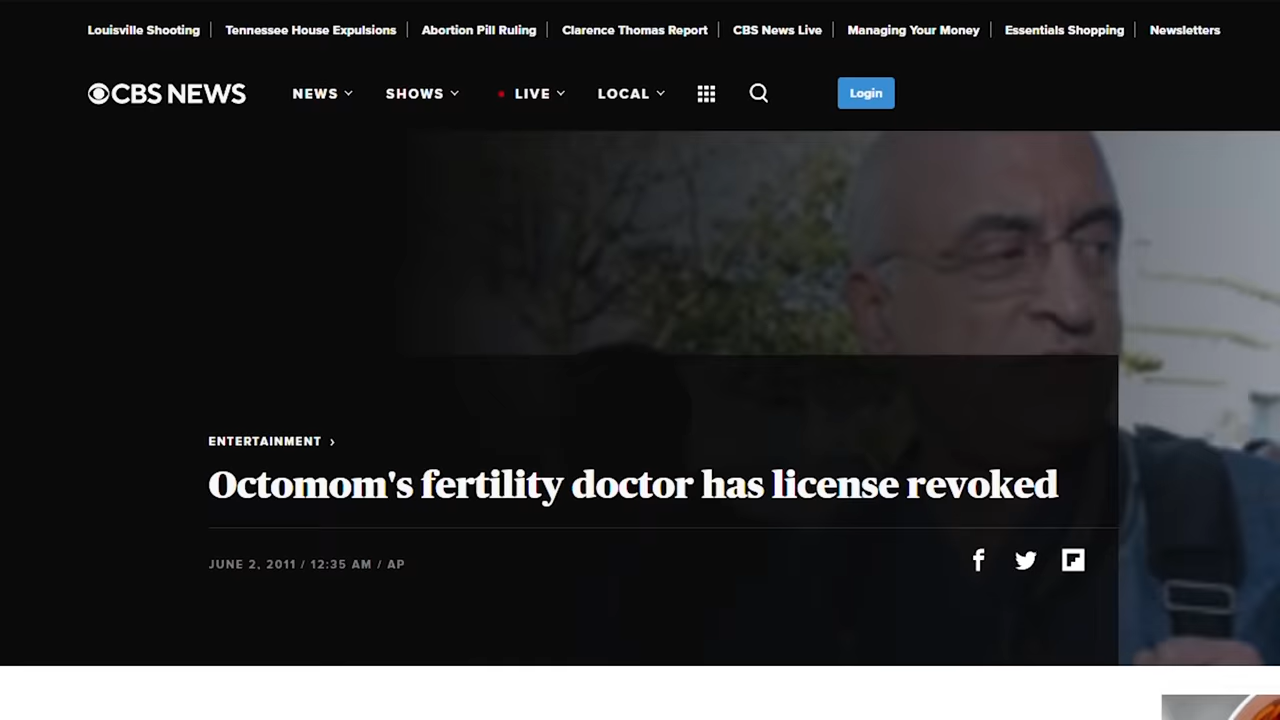 Louisville Shooting Tennessee House Expulsions Abortion Pill Ruling Clarence Thomas Report CBS News Live Managing Your Money Essentials Shopping Newsletters
CBS NEWS NEWS SHOWS LIVE LOCAL Login
ENTERTAINMENT
Octomom's fertility doctor has license revoked
JUNE 2, 2011 / 12:35 AM / AP